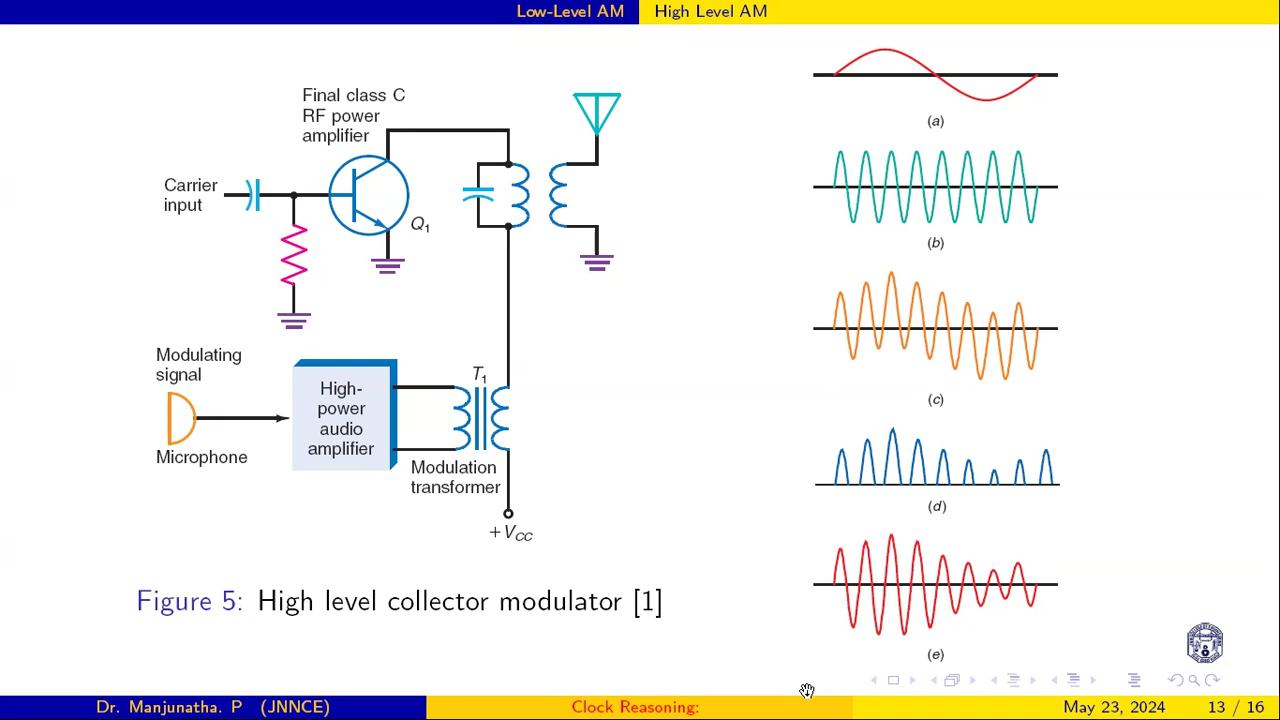 Low-Level AM
High Level AM
Final class C
RF power
amplifier
Carrier
input
Q1
Modulating
signal
Microphone
High-
power
audio
amplifier
T1
Modulation
transformer
+VCC
(a)
(b)
(c)
(d)
(e)
Figure 5: High level collector modulator [1]
Dr. Manjunatha. P (JNNCE)
Clock Reasoning:
May 23, 2024
13 / 16